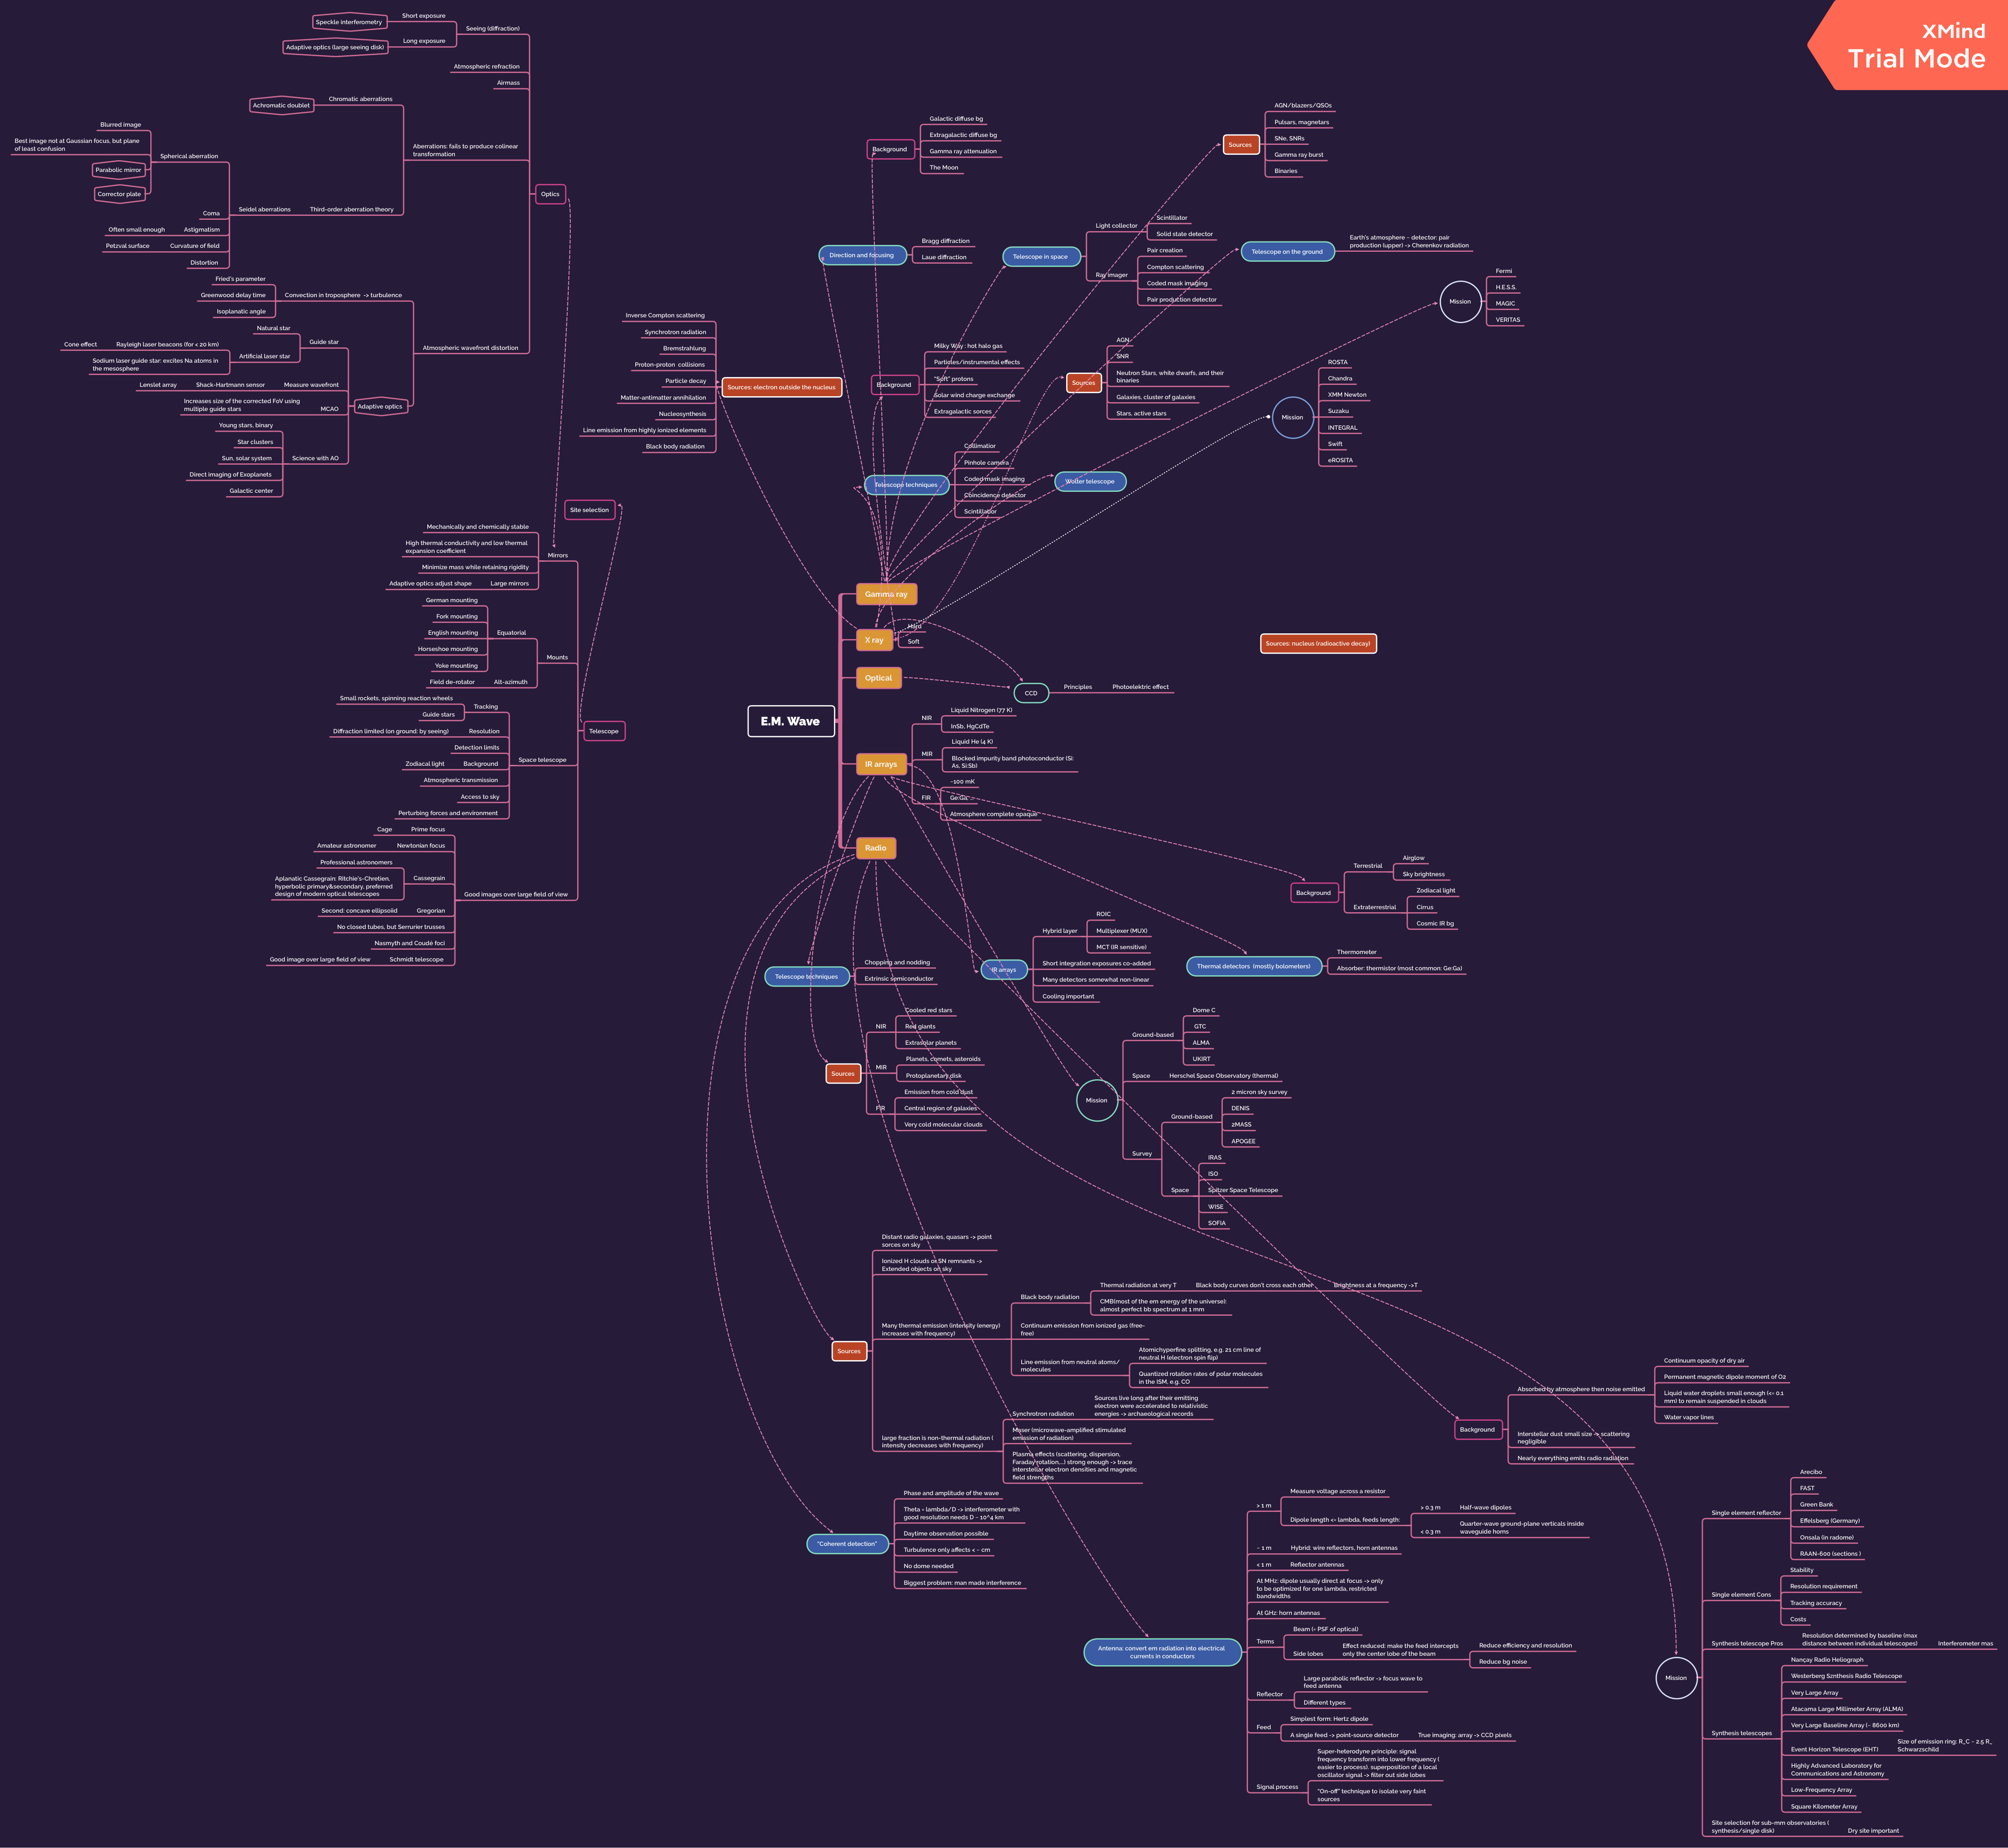 XMind
Trial Mode
Optics
Seeing (diffraction)
Short exposure
Speckle interferometry
Long exposure
Adaptive optics (large seeing disk)
Atmospheric refraction
Airmass
Aberrations: fails to produce colinear
transformation
Chromatic aberrations
Achromatic doublet
Third-order aberration theory
Seidel aberrations
Spherical aberration
Blurred image
Best image not at Gaussian focus, but plane
of least confusion
Parabolic mirror
Corrector plate
Coma
Astigmatism
Often small enough
Curvature of field
Petzval surface
Distortion
Atmospheric wavefront distortion
Convection in troposphere -> turbulence
Fried's parameter
Greenwood delay time
Isoplanatic angle
Adaptive optics
Guide star
Natural star
Artificial laser star
Rayleigh laser beacons (for < 20 km)
Cone effect
Sodium laser guide star: excites Na atoms in
the mesosphere
Measure wavefront
Shack-Hartmann sensor
Lenslet array
MCAO
Increases size of the corrected FoV using
multiple guide stars
Science with AO
Young stars, binary
Star clusters
Sun, solar system
Direct imaging of Exoplanets
Galactic center
Site selection
Telescope
Mirrors
Mechanically and chemically stable
High thermal conductivity and low thermal
expansion coefficient
Minimize mass while retaining rigidity
Large mirrors
Adaptive optics adjust shape
Mounts
Equatorial
German mounting
Fork mounting
English mounting
Horseshoe mounting
Yoke mounting
Alt-azimuth
Field de-rotator
Space telescope
Tracking
Small rockets, spinning reaction wheels
Guide stars
Resolution
Diffraction limited (on ground: by seeing)
Detection limits
Background
Zodiacal light
Atmospheric transmission
Access to sky
Perturbing forces and environment
Good images over large field of view
Prime focus
Cage
Newtonian focus
Amateur astronomer
Cassegrain
Professional astronomers
Aplanatic Cassegrain: Ritchie's-Chretien,
hyperbolic primary&secondary, preferred
design of modern optical telescopes
Gregorian
Second: concave ellipsoiid
No closed tubes, but Serrurier trusses
Nasmyth and Coudé foci
Schmidt telescope
Good image over large field of view
E.M. Wave
Gamma ray
X ray
Hard
Soft
Optical
IR arrays
Radio
Background
Galactic diffuse bg
Extragalactic diffuse bg
Gamma ray attenuation
The Moon
Sources
AGN/blazers/QSOs
Pulsars, magnetars
SNe, SNRs
Gamma ray burst
Binaries
Direction and focusing
Bragg diffraction
Laue diffraction
Telescope in space
Light collector
Scintillator
Solid state detector
Ray imager
Pair creation
Compton scattering
Coded mask imaging
Pair production detector
Telescope on the ground
Earth's atmosphere - detector: pair
production (upper) -> Cherenkov radiation
Mission
Fermi
H.E.S.S.
MAGIC
VERITAS
Sources: electron outside the nucleus
Inverse Compton scattering
Synchrotron radiation
Bremstrahlung
Proton-proton collisions
Particle decay
Matter-antimatter annihilation
Nucleosynthesis
Line emission from highly ionized elements
Black body radiation
Background
Milky Way : hot halo gas
Particles/instrumental effects
"Soft" protons
Solar wind charge exchange
Extragalactic sorces
Sources
AGN
SNR
Neutron Stars, white dwarfs, and their
binaries
Galaxies, cluster of galaxies
Stars, active stars
Mission
ROSTA
Chandra
XMM Newton
Suzaku
INTEGRAL
Swift
eROSITA
Telescope techniques
Collimatior
Pinhole camera
Coded mask imaging
Coincidence detector
Scintillator
Wolter telescope
Sources: nucleus (radioactive decay)
CCD
Principles
Photoelektric effect
NIR
Liquid Nitrogen (77 K)
InSb, HgCdTe
MIR
Liquid He (4 K)
Blocked impurity band photoconductor (Si:
As, Si:Sb)
FIR
~100 mK
Ge:Ga
Atmosphere complete opaque
Background
Terrestrial
Airglow
Sky brightness
Extraterrestrial
Zodiacal light
Cirrus
Cosmic IR bg
Telescope techniques
Chopping and nodding
Extrinsic semiconductor
IR arrays
Hybrid layer
ROIC
Multiplexer (MUX)
MCT (IR sensitive)
Short integration exposures co-added
Many detectors somewhat non-linear
Cooling important
Thermal detectors (mostly bolometers)
Thermometer
Absorber: thermistor (most common: Ge:Ga)
Sources
NIR
Cooled red stars
Red giants
Extrasolar planets
MIR
Planets, comets, asteroids
Protoplanetary disk
FIR
Emission from cold dust
Central region of galaxies
Very cold molecular clouds
Mission
Ground-based
Dome C
GTC
ALMA
UKIRT
Space
Herschel Space Observatory (thermal)
Survey
Ground-based
2 micron sky survey
DENIS
2MASS
APOGEE
Space
IRAS
ISO
Spitzer Space Telescope
WISE
SOFIA
Sources
Distant radio galaxies, quasars -> point
sorces on sky
Ionized H clouds or SN remnants ->
Extended objects on sky
Many thermal emission (intensity (energy)
increases with frequency)
Black body radiation
Thermal radiation at very T
Black body curves don't cross each other
Brightness at a frequency ->T
CMB(most of the em energy of the universe):
almost perfect bb spectrum at 1 mm
Continuum emission from ionized gas (free-
free)
Line emission from neutral atoms/
molecules
Atomichyperfine splitting, e.g. 21 cm line of
neutral H (electron spin flip)
Quantized rotation rates of polar molecules
in the ISM, e.g. CO
large fraction is non-thermal radiation (
intensity decreases with frequency)
Synchrotron radiation
Sources live long after their emitting
electron were accelerated to relativistic
energies -> archaeological records
Maser (microwave-amplified stimulated
emission of radiation)
Plasma effects (scattering, dispersion,
Faraday rotation,...) strong enough -> trace
interstellar electron densities and magnetic
field strengths
Background
Absorbed by atmosphere then noise emitted
Continuum opacity of dry air
Permanent magnetic dipole moment of O2
Liquid water droplets small enough (<= 0.1
mm) to remain suspended in clouds
Water vapor lines
Interstellar dust small size -> scattering
negligible
Nearly everything emits radio radiation
"Coherent detection"
Phase and amplitude of the wave
Theta ~ lambda/D -> interferometer with
good resolution needs D ~ 10^4 km
Daytime observation possible
Turbulence only affects < ~ cm
No dome needed
Biggest problem: man made interference
Antenna: convert em radiation into electrical
currents in conductors
> 1 m
Measure voltage across a resistor
Dipole length <= lambda, feeds length:
> 0.3 m
Half-wave dipoles
< 0.3 m
Quarter-wave ground-plane verticals inside
waveguide horns
~ 1 m
Hybrid: wire reflectors, horn antennas
< 1 m
Reflector antennas
At MHz: dipole usually direct at focus -> only
to be optimized for one lambda, restricted
bandwidths
At GHz: horn antennas
Terms
Beam (= PSF of optical)
Side lobes
Effect reduced: make the feed intercepts
only the center lobe of the beam
Reduce efficiency and resolution
Reduce bg noise
Reflector
Large parabolic reflector -> focus wave to
feed antenna
Different types
Feed
Simplest form: Hertz dipole
A single feed -> point-source detector
True imaging: array -> CCD pixels
Signal process
Super-heterodyne principle: signal
frequency transform into lower frequency (
easier to process), superposition of a local
oscillator signal -> filter out side lobes
"On-off" technique to isolate very faint
sources
Mission
Single element reflector
Arecibo
FAST
Green Bank
Effelsberg (Germany)
Onsala (in radome)
RAAN-600 (sections )
Single element Cons
Stability
Resolution requirement
Tracking accuracy
Costs
Synthesis telescope Pros
Resolution determined by baseline (max
distance between individual telescopes)
Interferometer mas
Synthesis telescopes
Nançay Radio Heliograph
Westerberg Sznthesis Radio Telescope
Very Large Array
Atacama Large Millimeter Array (ALMA)
Very Large Baseline Array (~ 8600 km)
Event Horizon Telescope (EHT)
Size of emission ring: R_C ~ 2.5 R_
Schwarzschild
Highly Advanced Laboratory for
Communications and Astronomy
Low-Frequency Array
Square Kilometer Array
Site selection for sub-mm observatories (
synthesis/single disk)
Dry site important